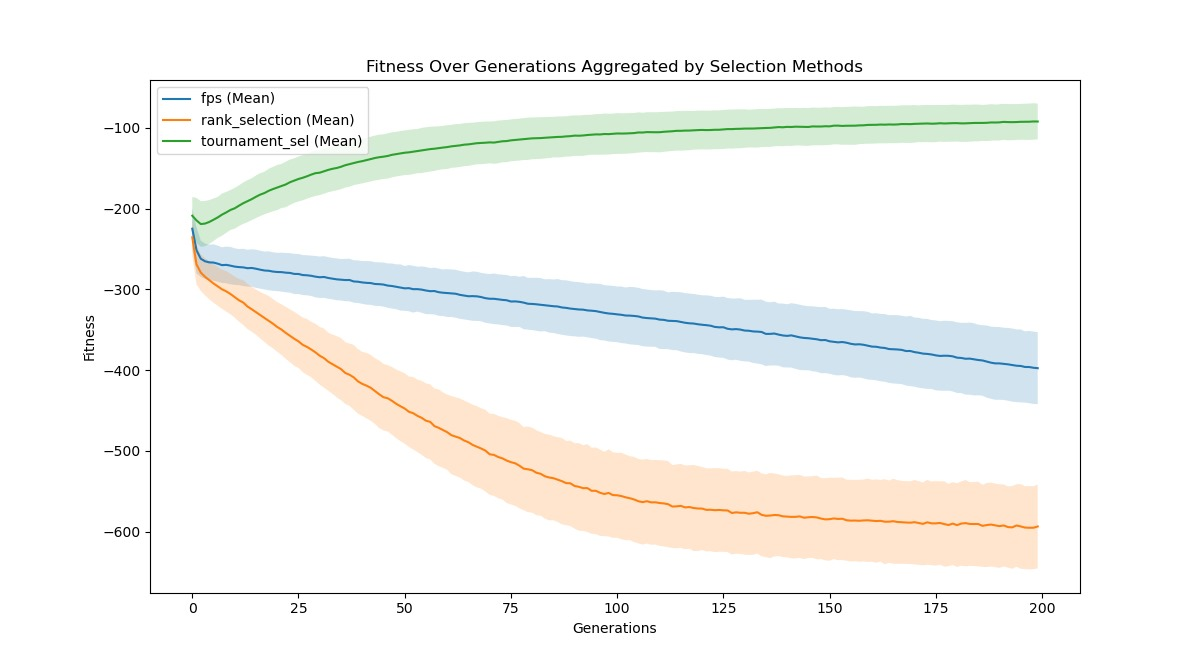 Fitness Over Generations Aggregated by Selection Methods
fps (Mean)
rank_selection (Mean)
tournament_sel (Mean)
Fitness
−100
−200
−300
−400
−500
−600
0 25 50 75 100 125 150 175 200
Generations